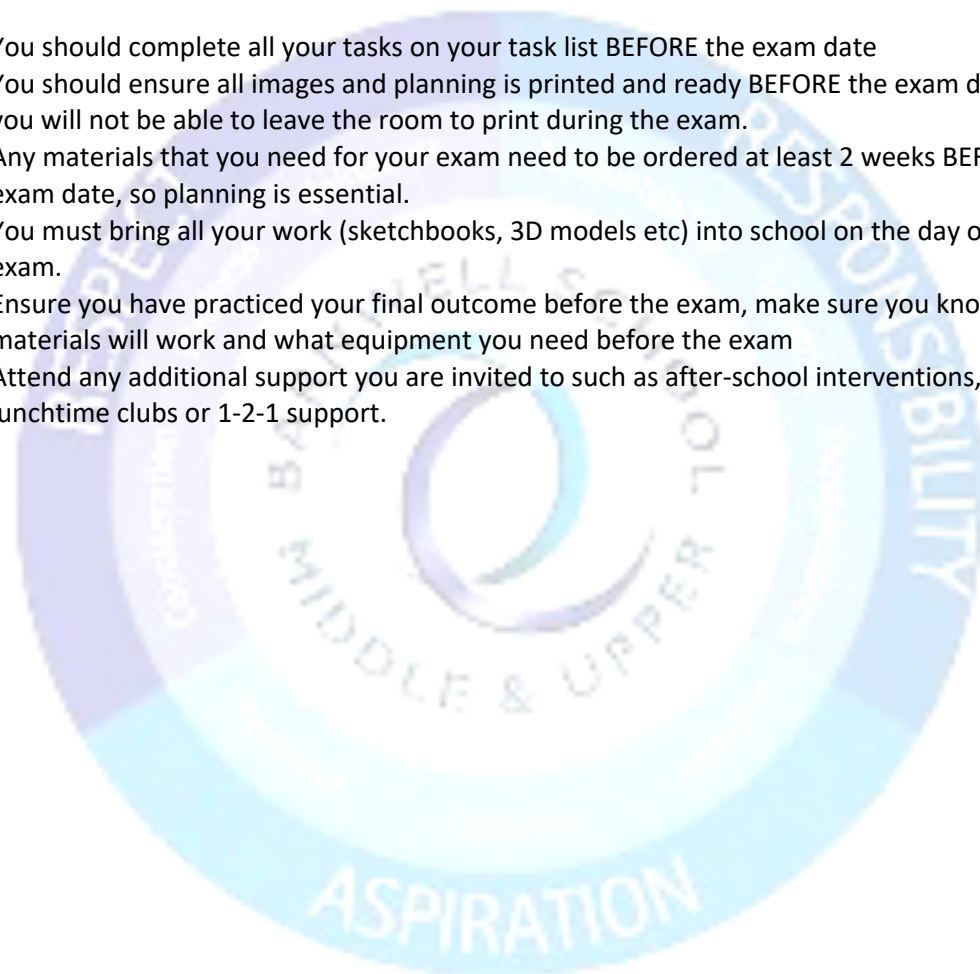 You should complete all your tasks on your task list BEFORE the exam date
You should ensure all images and planning is printed and ready BEFORE the exam d
you will not be able to leave the room to print during the exam.
Any materials that you need for your exam need to be ordered at least 2 weeks BEF
exam date, so planning is essential.
You must bring all your work (sketchbooks, 3D models etc) into school on the day o
exam.
Ensure you have practiced your final outcome before the exam, make sure you kno
materials will work and what equipment you need before the exam
Attend any additional support you are invited to such as after-school interventions,
lunchtime clubs or 1-2-1 support.
RESPECT
RESPONSBILITY
SCHOOL
MIDDLE & UPPER
ASPIRATION